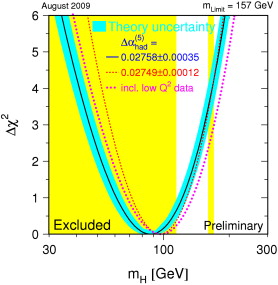 August 2009
m_Limit = 157 GeV
6
5
4
3
2
1
0
Δχ²
Theory uncertainty
Δα_had^(5) =
0.02758±0.00035
0.02749±0.00012
incl. low Q² data
Excluded
Preliminary
30
100
300
m_H [GeV]